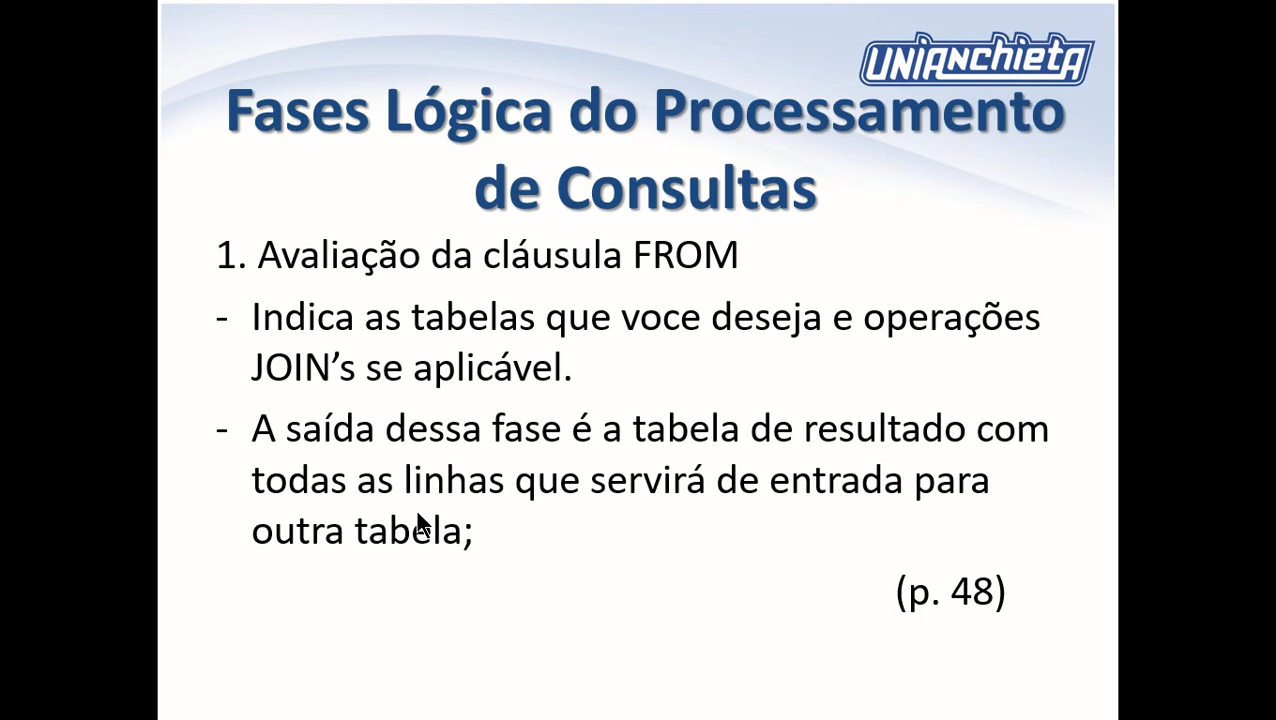 UNIANCHIETA
Fases Lógica do Processamento
de Consultas
1. Avaliação da cláusula FROM
- Indica as tabelas que voce deseja e operações
JOIN’s se aplicável.
- A saída dessa fase é a tabela de resultado com
todas as linhas que servirá de entrada para
outra tabela;
(p. 48)